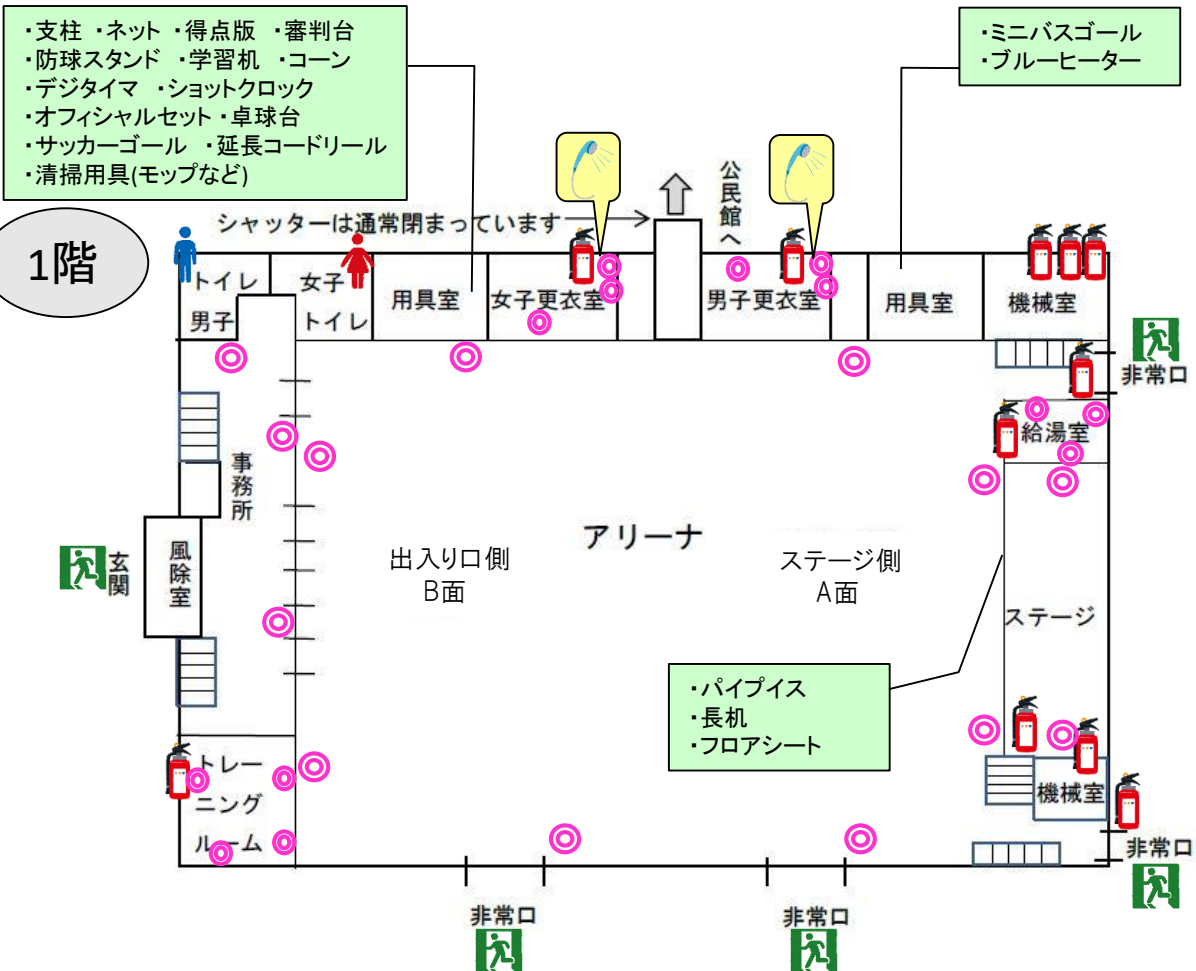 ・支柱 ・ネット ・得点版 ・審判台
・防球スタンド ・学習机 ・コーン
・デジタイマ ・ショットクロック
・オフィシャルセット ・卓球台
・サッカーゴール ・延長コードリール
・清掃用具(モップなど)
・ミニバスゴール
・ブルーヒーター
1階
シャッターは通常閉まっています
公民館へ
トイレ
男子
女子
トイレ
用具室
女子更衣室
男子更衣室
用具室
機械室
非常口
給湯室
事務所
玄関
風除室
アリーナ
出入り口側
B面
ステージ側
A面
ステージ
・パイプイス
・長机
・フロアシート
トレー
ニング
ルーム
機械室
非常口
非常口
非常口